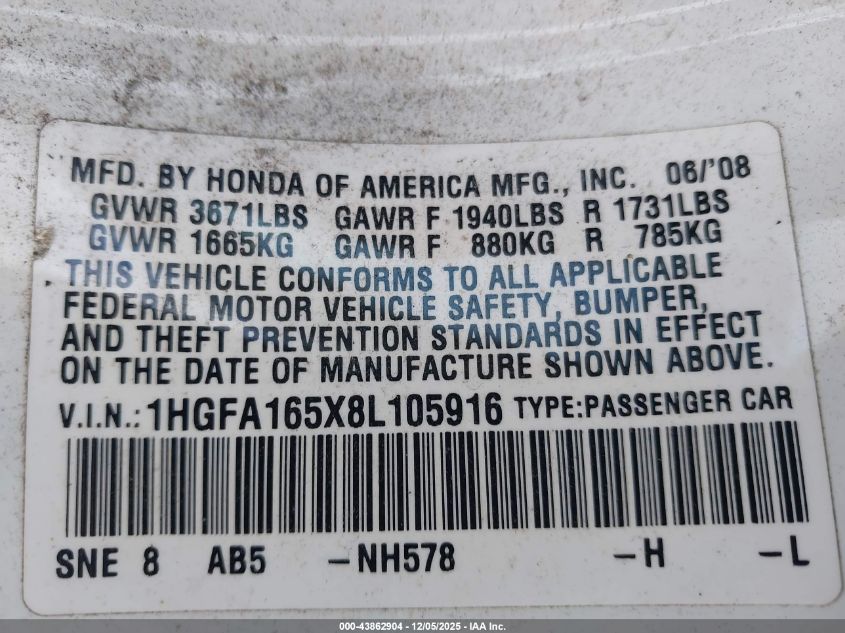 MFD. BY HONDA OF AMERICA MFG., INC. 06/'08
GVWR 3671LBS GAWR F 1940LBS R 1731LBS
GVWR 1665KG GAWR F 880KG R 785KG
THIS VEHICLE CONFORMS TO ALL APPLICABLE
FEDERAL MOTOR VEHICLE SAFETY, BUMPER,
AND THEFT PREVENTION STANDARDS IN EFFECT
ON THE DATE OF MANUFACTURE SHOWN ABOVE.
V.I.N.: 1HGFA165X8L105916 TYPE:PASSENGER CAR
SNE 8 AB5 -NH578 -H -L
000-43862904 - 12/05/2025 - IAA Inc.